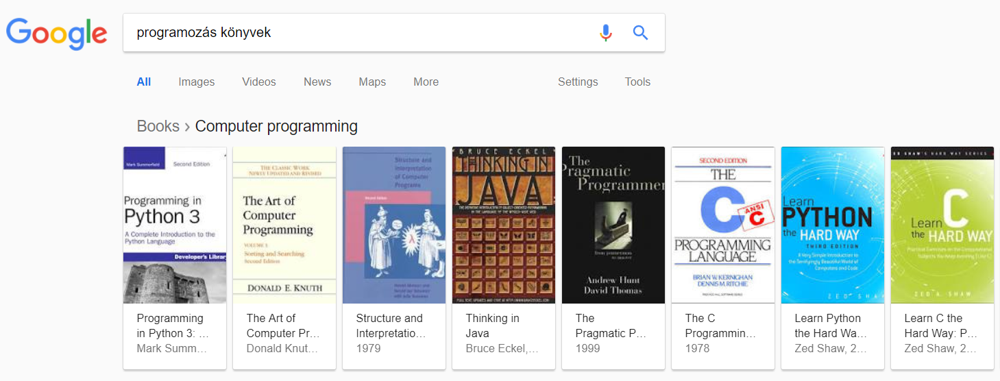 Google
programozás könyvek
All Images Videos News Maps More Settings Tools
Books › Computer programming
Mark Summerfield
Second Edition
Programming in
Python 3
A Complete Introduction to the
Python Language
Developer's Librar
THE CLASSIC WORK
NEWLY UPDATED AND REVISED
The Art of
Computer
Programming
VOLUME 3
Sorting and Searching
Second Edition
DONALD E. KNUTH
Structure and
Interpretation
of Computer
Programs
Second Edition
BRUCE ECKEL
THINKING IN
JAVA
The
Pragmatic
Programmer
from journeyman
to master
Andrew Hunt
David Thomas
SECOND EDITION
THE
C
ANSI
C
PROGRAMMING
LANGUAGE
BRIAN W. KERNIGHAN
DENNIS M. RITCHIE
Learn
PYTHON
the HARD WAY
THIRD EDITION
A Very Simple Introduction to
the Terrifyingly Beautiful World of
Computers and Code
ZED SHAW
ZED SHAW'S HARD WAY SERIES
Learn C
the HARD WAY
ZED A. SHAW
Programming
in Python 3: ...
Mark Summ...
The Art of
Computer Pr...
Donald Knut...
Structure and
Interpretatio...
1979
Thinking in
Java
Bruce Eckel,...
The
Pragmatic P...
1999
The C
Programmin...
1978
Learn Python
the Hard Wa...
Zed Shaw, 2...
Learn C the
Hard Way: P...
Zed Shaw, 2...